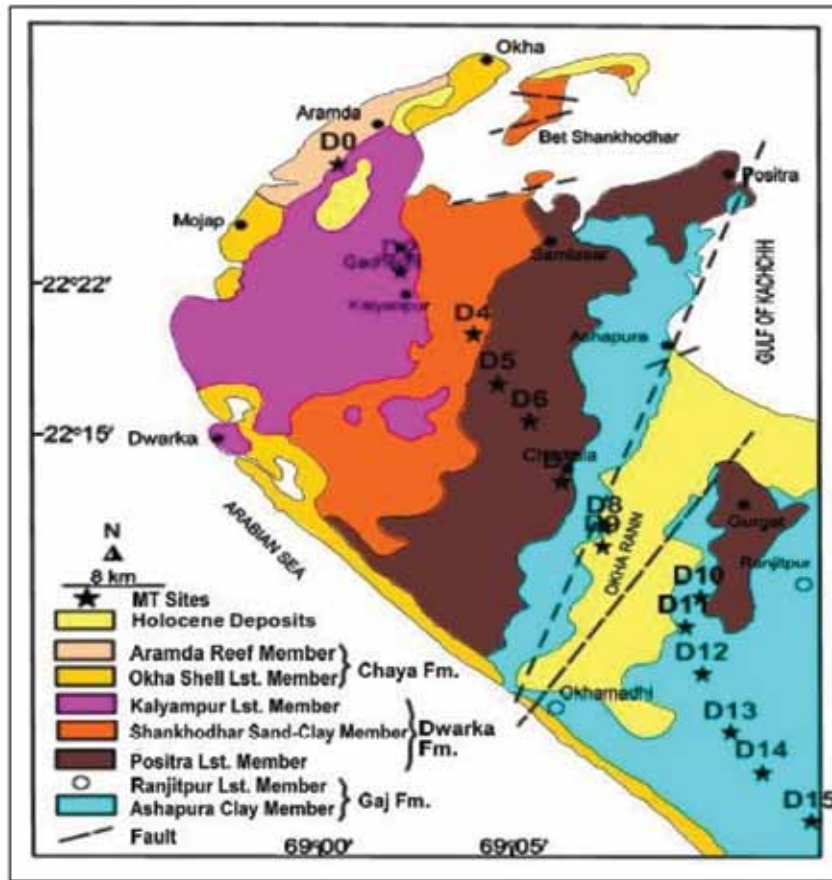 Okha
Aramda
D0
Bet Shankhodhar
Positra
Mojap
Samlasar
22°22′
Kalyanpur
D4
Ashapura
GULF OF KACHCHH
D5
D6
22°15′
Dwarka
D8
D9
Gurgat
ARABIAN SEA
OKHA RANN
Ranjitpur
N
8 km
D10
MT Sites
D11
Holocene Deposits
D12
Aramda Reef Member
Okha Shell Lst. Member
Chaya Fm.
Okhamadhi
Kalyampur Lst. Member
Shankhodhar Sand-Clay Member
Dwarka
Fm.
D13
Positra Lst. Member
D14
Ranjitpur Lst. Member
Ashapura Clay Member
Gaj Fm.
D15
Fault
69°00′
69°05′